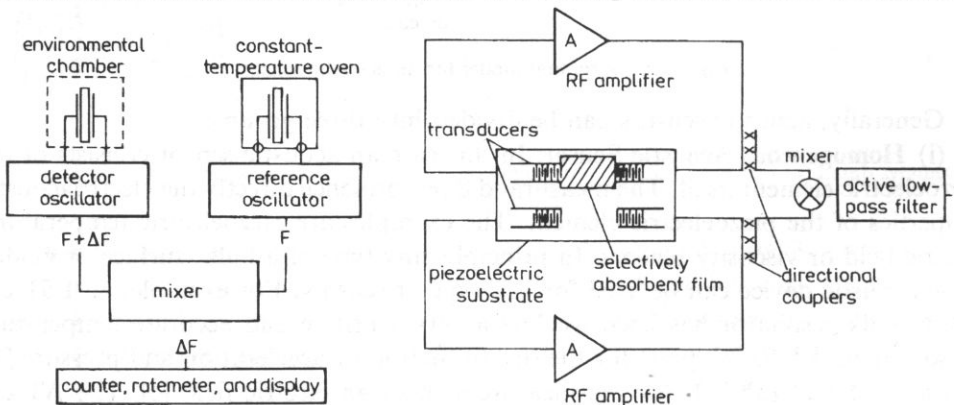 environmental
chamber
constant-
temperature oven
detector
oscillator
reference
oscillator
F + ΔF
F
mixer
ΔF
counter, ratemeter, and display
A
RF amplifier
transducers
mixer
active low-
pass filter
piezoelectric
substrate
selectively
absorbent film
directional
couplers
A
RF amplifier